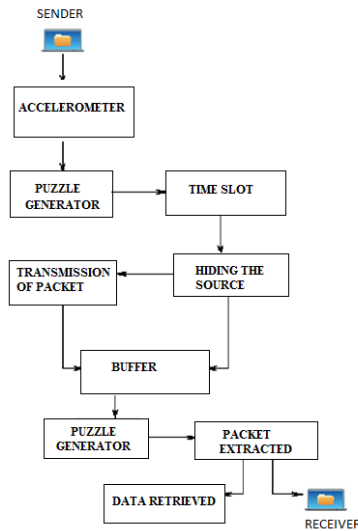 SENDER
ACCELEROMETER
PUZZLE
GENERATOR
TIME SLOT
TRANSMISSION
OF PACKET
HIDING THE
SOURCE
BUFFER
PUZZLE
GENERATOR
PACKET
EXTRACTED
DATA RETRIEVED
RECEIVER